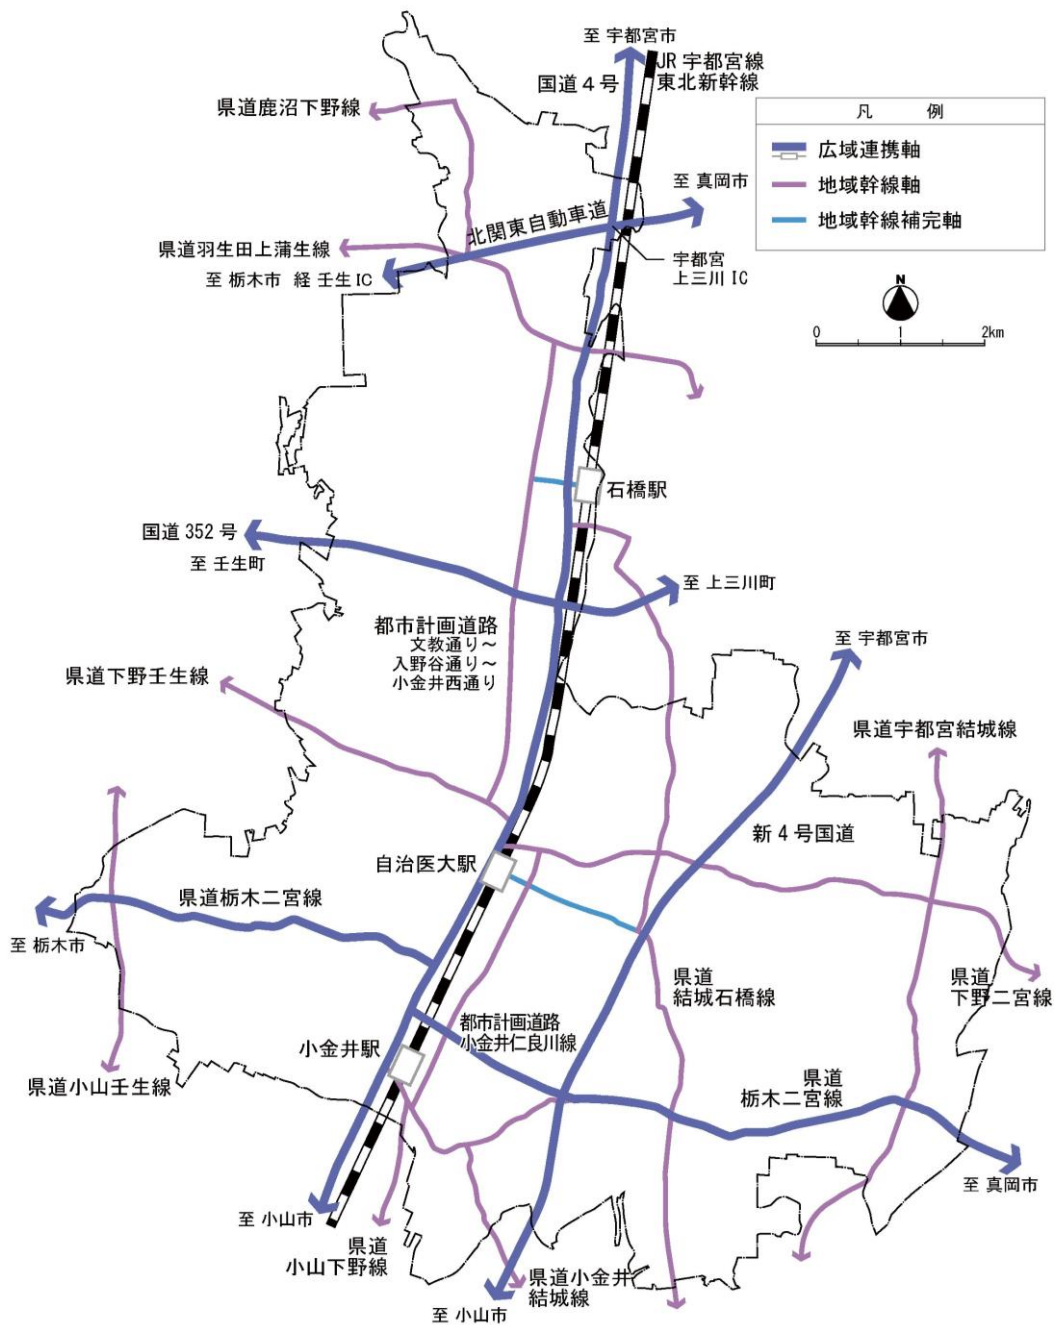 至 宇都宮市
JR 宇都宮線
東北新幹線
国道４号
県道鹿沼下野線
凡 例
広域連携軸
地域幹線軸
地域幹線補完軸
至 真岡市
北関東自動車道
県道羽生田上蒲生線
至 栃木市 経 壬生 IC
宇都宮
上三川 IC
N
0 1 2km
石橋駅
国道 352 号
至 壬生町
至 上三川町
都市計画道路
文教通り～
入野谷通り～
小金井西通り
至 宇都宮市
県道下野壬生線
県道宇都宮結城線
新４号国道
自治医大駅
県道栃木二宮線
至 栃木市
県道
結城石橋線
県道
下野二宮線
都市計画道路
小金井仁良川線
小金井駅
県道小山壬生線
県道
栃木二宮線
至 真岡市
至 小山市
県道
小山下野線
県道小金井
結城線
至 小山市